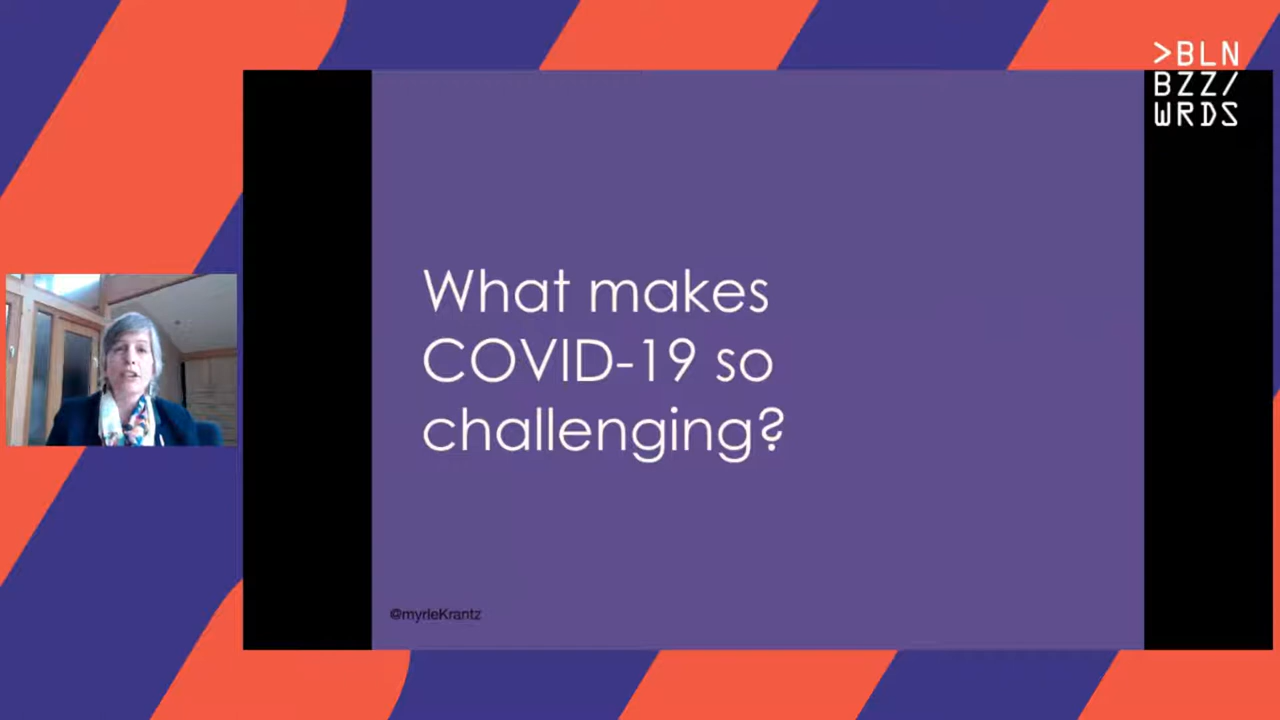 >BLN
BZZ/
WRDS
What makes
COVID-19 so
challenging?
@myrleKrantz